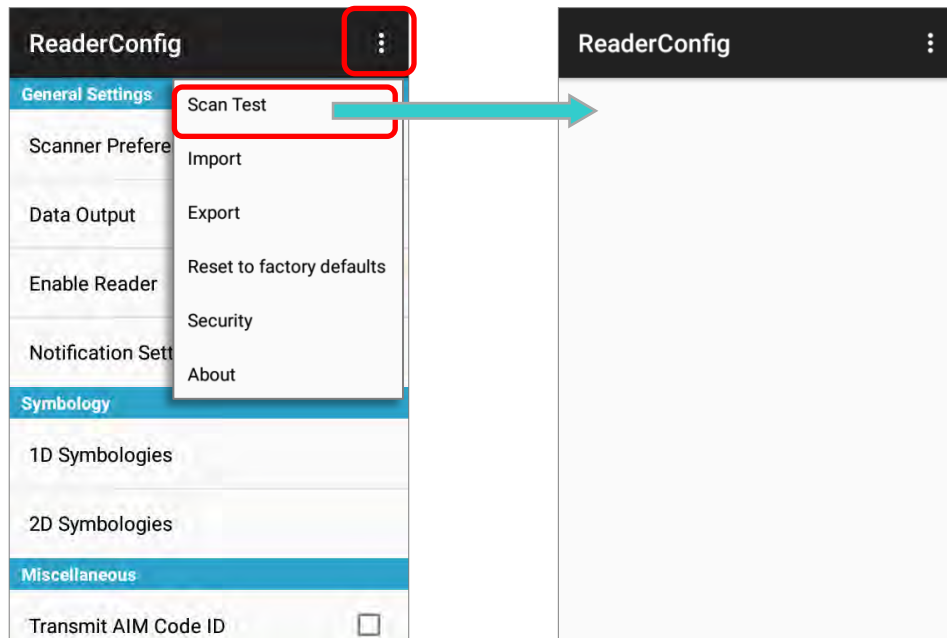 ReaderConfig
General Settings
Scanner Prefere
Data Output
Enable Reader
Notification Sett
Scan Test
Import
Export
Reset to factory defaults
Security
About
Symbology
1D Symbologies
2D Symbologies
Miscellaneous
Transmit AIM Code ID
ReaderConfig